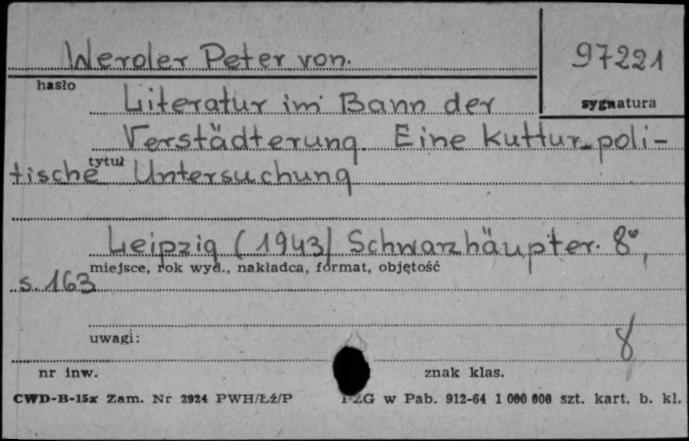 Werder Peter von.
97221
hasło
sygnatura
Literatur im Bann der
Verstädterung. Eine kuttur-poli-
tytuł
tische Untersuchung
Leipzig (1943) Schwarzhäupter. 8°,
miejsce, rok wyd., nakładca, format, objętość
s. 163
uwagi:
8
nr inw.
znak klas.
CWD-B-15x Zam. Nr 2924 PWH/Łź/P
PZG w Pab. 912-64 1 000 000 szt. kart. b. kl.